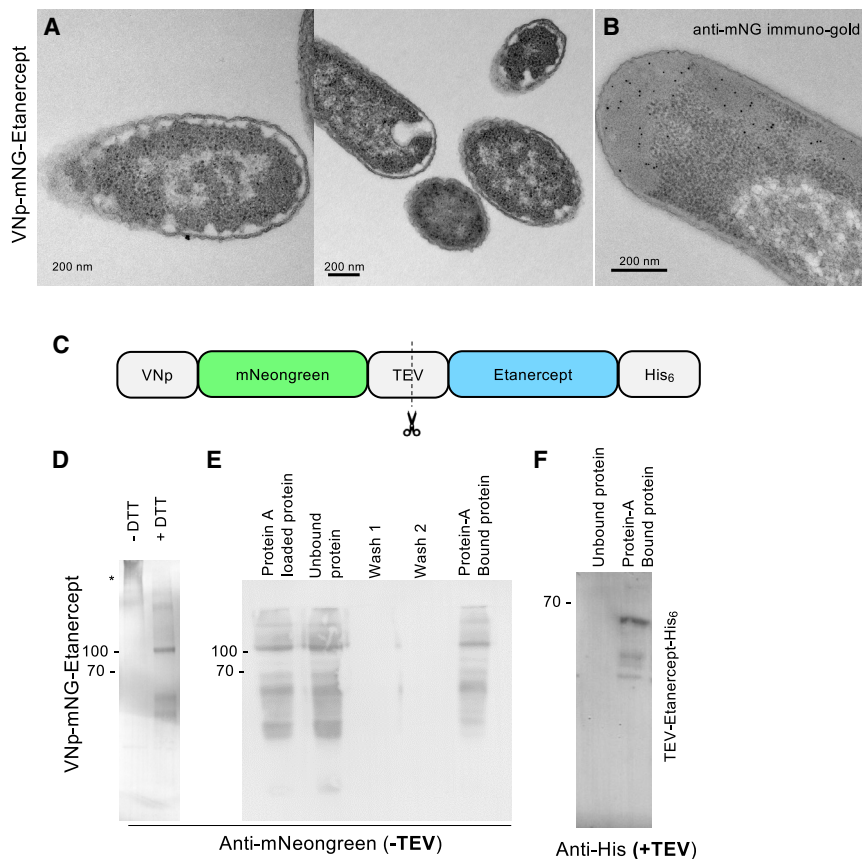 A
B
VNp-mNG-Etanercept
anti-mNG immuno-gold
200 nm
200 nm
200 nm
C
VNp
mNeongreen
TEV
Etanercept
His6
D
E
F
- DTT
+ DTT
Protein A
loaded protein
Unbound
protein
Wash 1
Wash 2
Protein-A
Bound protein
Unbound protein
Protein-A
Bound protein
VNp-mNG-Etanercept
*
100 -
70 -
100 -
70 -
70 -
TEV-Etanercept-His6
Anti-mNeongreen (-TEV)
Anti-His (+TEV)